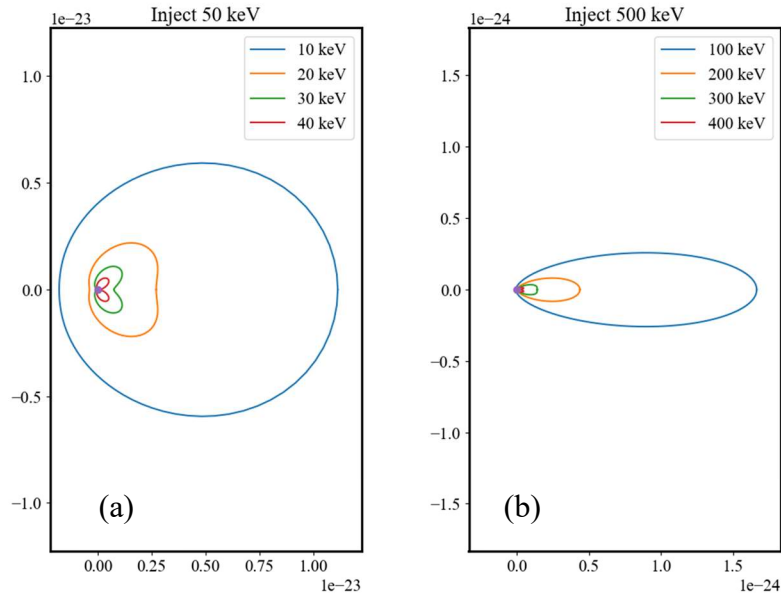 1e−23
Inject 50 keV
10 keV
20 keV
30 keV
40 keV
1.0
0.5
0.0
−0.5
−1.0
(a)
0.00 0.25 0.50 0.75 1.00
1e−23
1e−24
Inject 500 keV
100 keV
200 keV
300 keV
400 keV
1.5
1.0
0.5
0.0
−0.5
−1.0
−1.5
(b)
0.0 0.5 1.0 1.5
1e−24